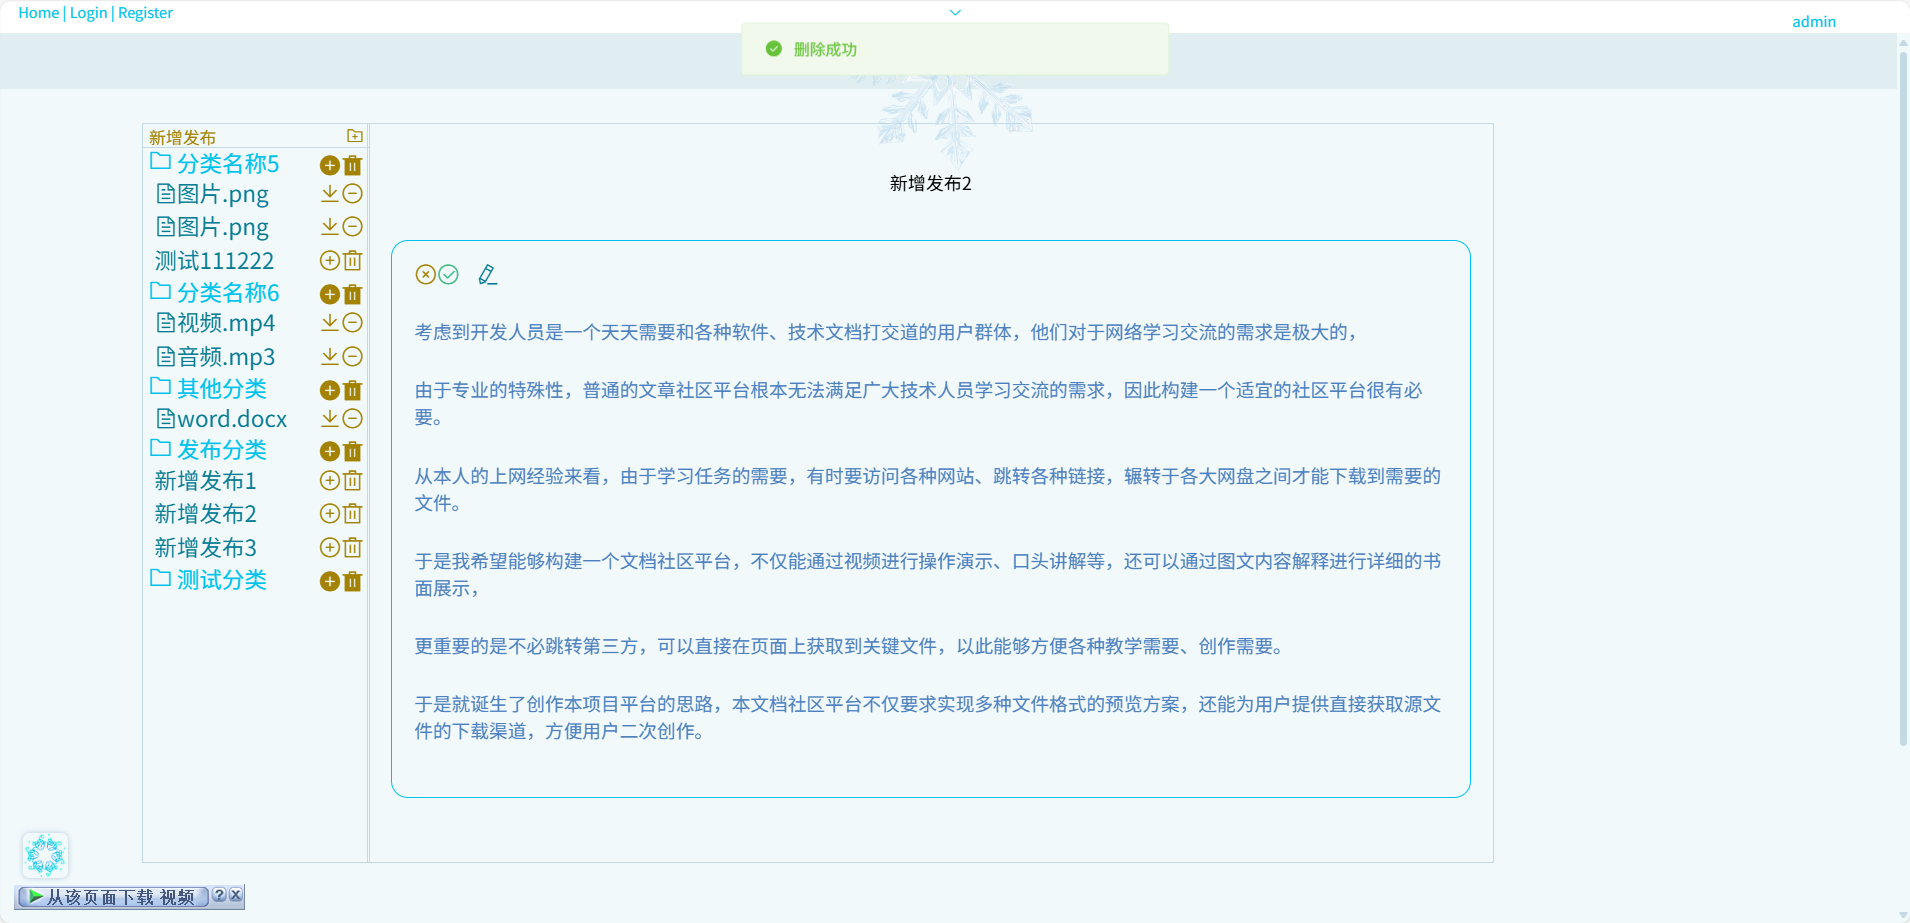 Home | Login | Register
admin
删除成功
新增发布
分类名称5
图片.png
图片.png
测试111222
分类名称6
视频.mp4
音频.mp3
其他分类
word.docx
发布分类
新增发布1
新增发布2
新增发布3
测试分类
新增发布2
考虑到开发人员是一个天天需要和各种软件、技术文档打交道的用户群体，他们对于网络学习交流的需求是极大的，
由于专业的特殊性，普通的文章社区平台根本无法满足广大技术人员学习交流的需求，因此构建一个适宜的社区平台很有必
要。
从本人的上网经验来看，由于学习任务的需要，有时要访问各种网站、跳转各种链接，辗转于各大网盘之间才能下载到需要的
文件。
于是我希望能够构建一个文档社区平台，不仅能通过视频进行操作演示、口头讲解等，还可以通过图文内容解释进行详细的书
面展示，
更重要的是不必跳转第三方，可以直接在页面上获取到关键文件，以此能够方便各种教学需要、创作需要。
于是就诞生了创作本项目平台的思路，本文档社区平台不仅要求实现多种文件格式的预览方案，还能为用户提供直接获取源文
件的下载渠道，方便用户二次创作。
从该页面下载 视频